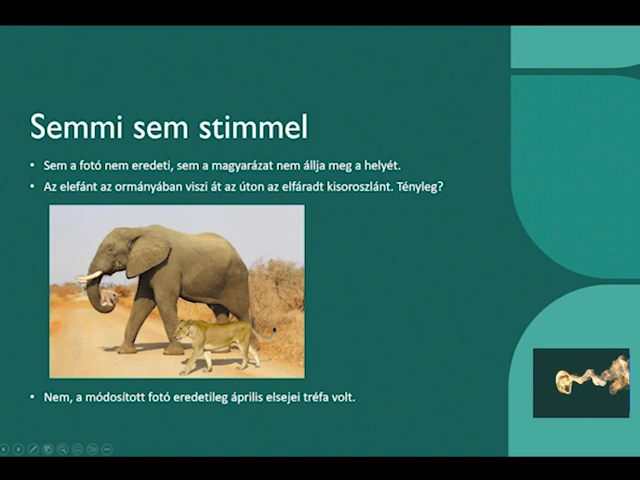 Semmi sem stimmel
• Sem a fotó nem eredeti, sem a magyarázat nem állja meg a helyét.
• Az elefánt az ormányában viszi át az úton az elfáradt kisoroszlánt. Tényleg?
• Nem, a módosított fotó eredetileg április elsejei tréfa volt.